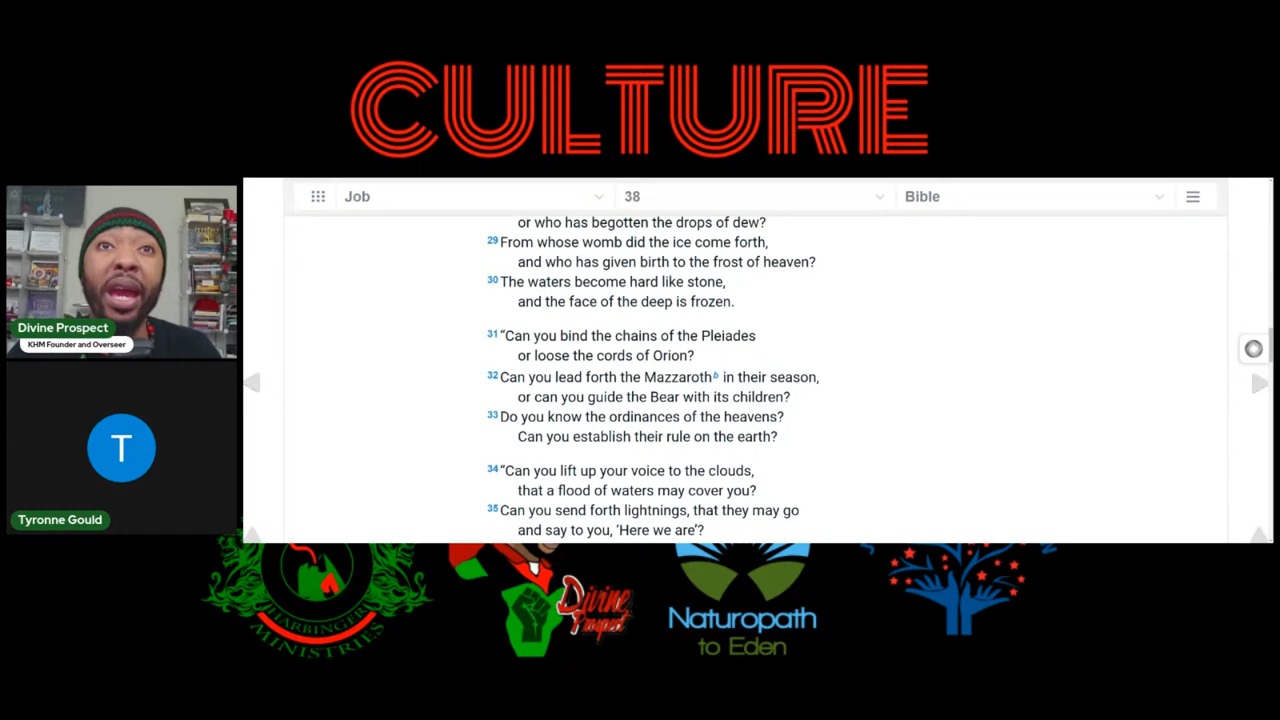 CULTURE
Job
38
Bible
or who has begotten the drops of dew?
29 From whose womb did the ice come forth,
and who has given birth to the frost of heaven?
30 The waters become hard like stone,
and the face of the deep is frozen.
31 “Can you bind the chains of the Pleiades
or loose the cords of Orion?
32 Can you lead forth the Mazzaroth b in their season,
or can you guide the Bear with its children?
33 Do you know the ordinances of the heavens?
Can you establish their rule on the earth?
34 “Can you lift up your voice to the clouds,
that a flood of waters may cover you?
35 Can you send forth lightnings, that they may go
and say to you, ‘Here we are’?
Divine Prospect
KHM Founder and Overseer
T
Tyronne Gould
MINISTRIES
Divine
Prospect
Naturopath
to Eden